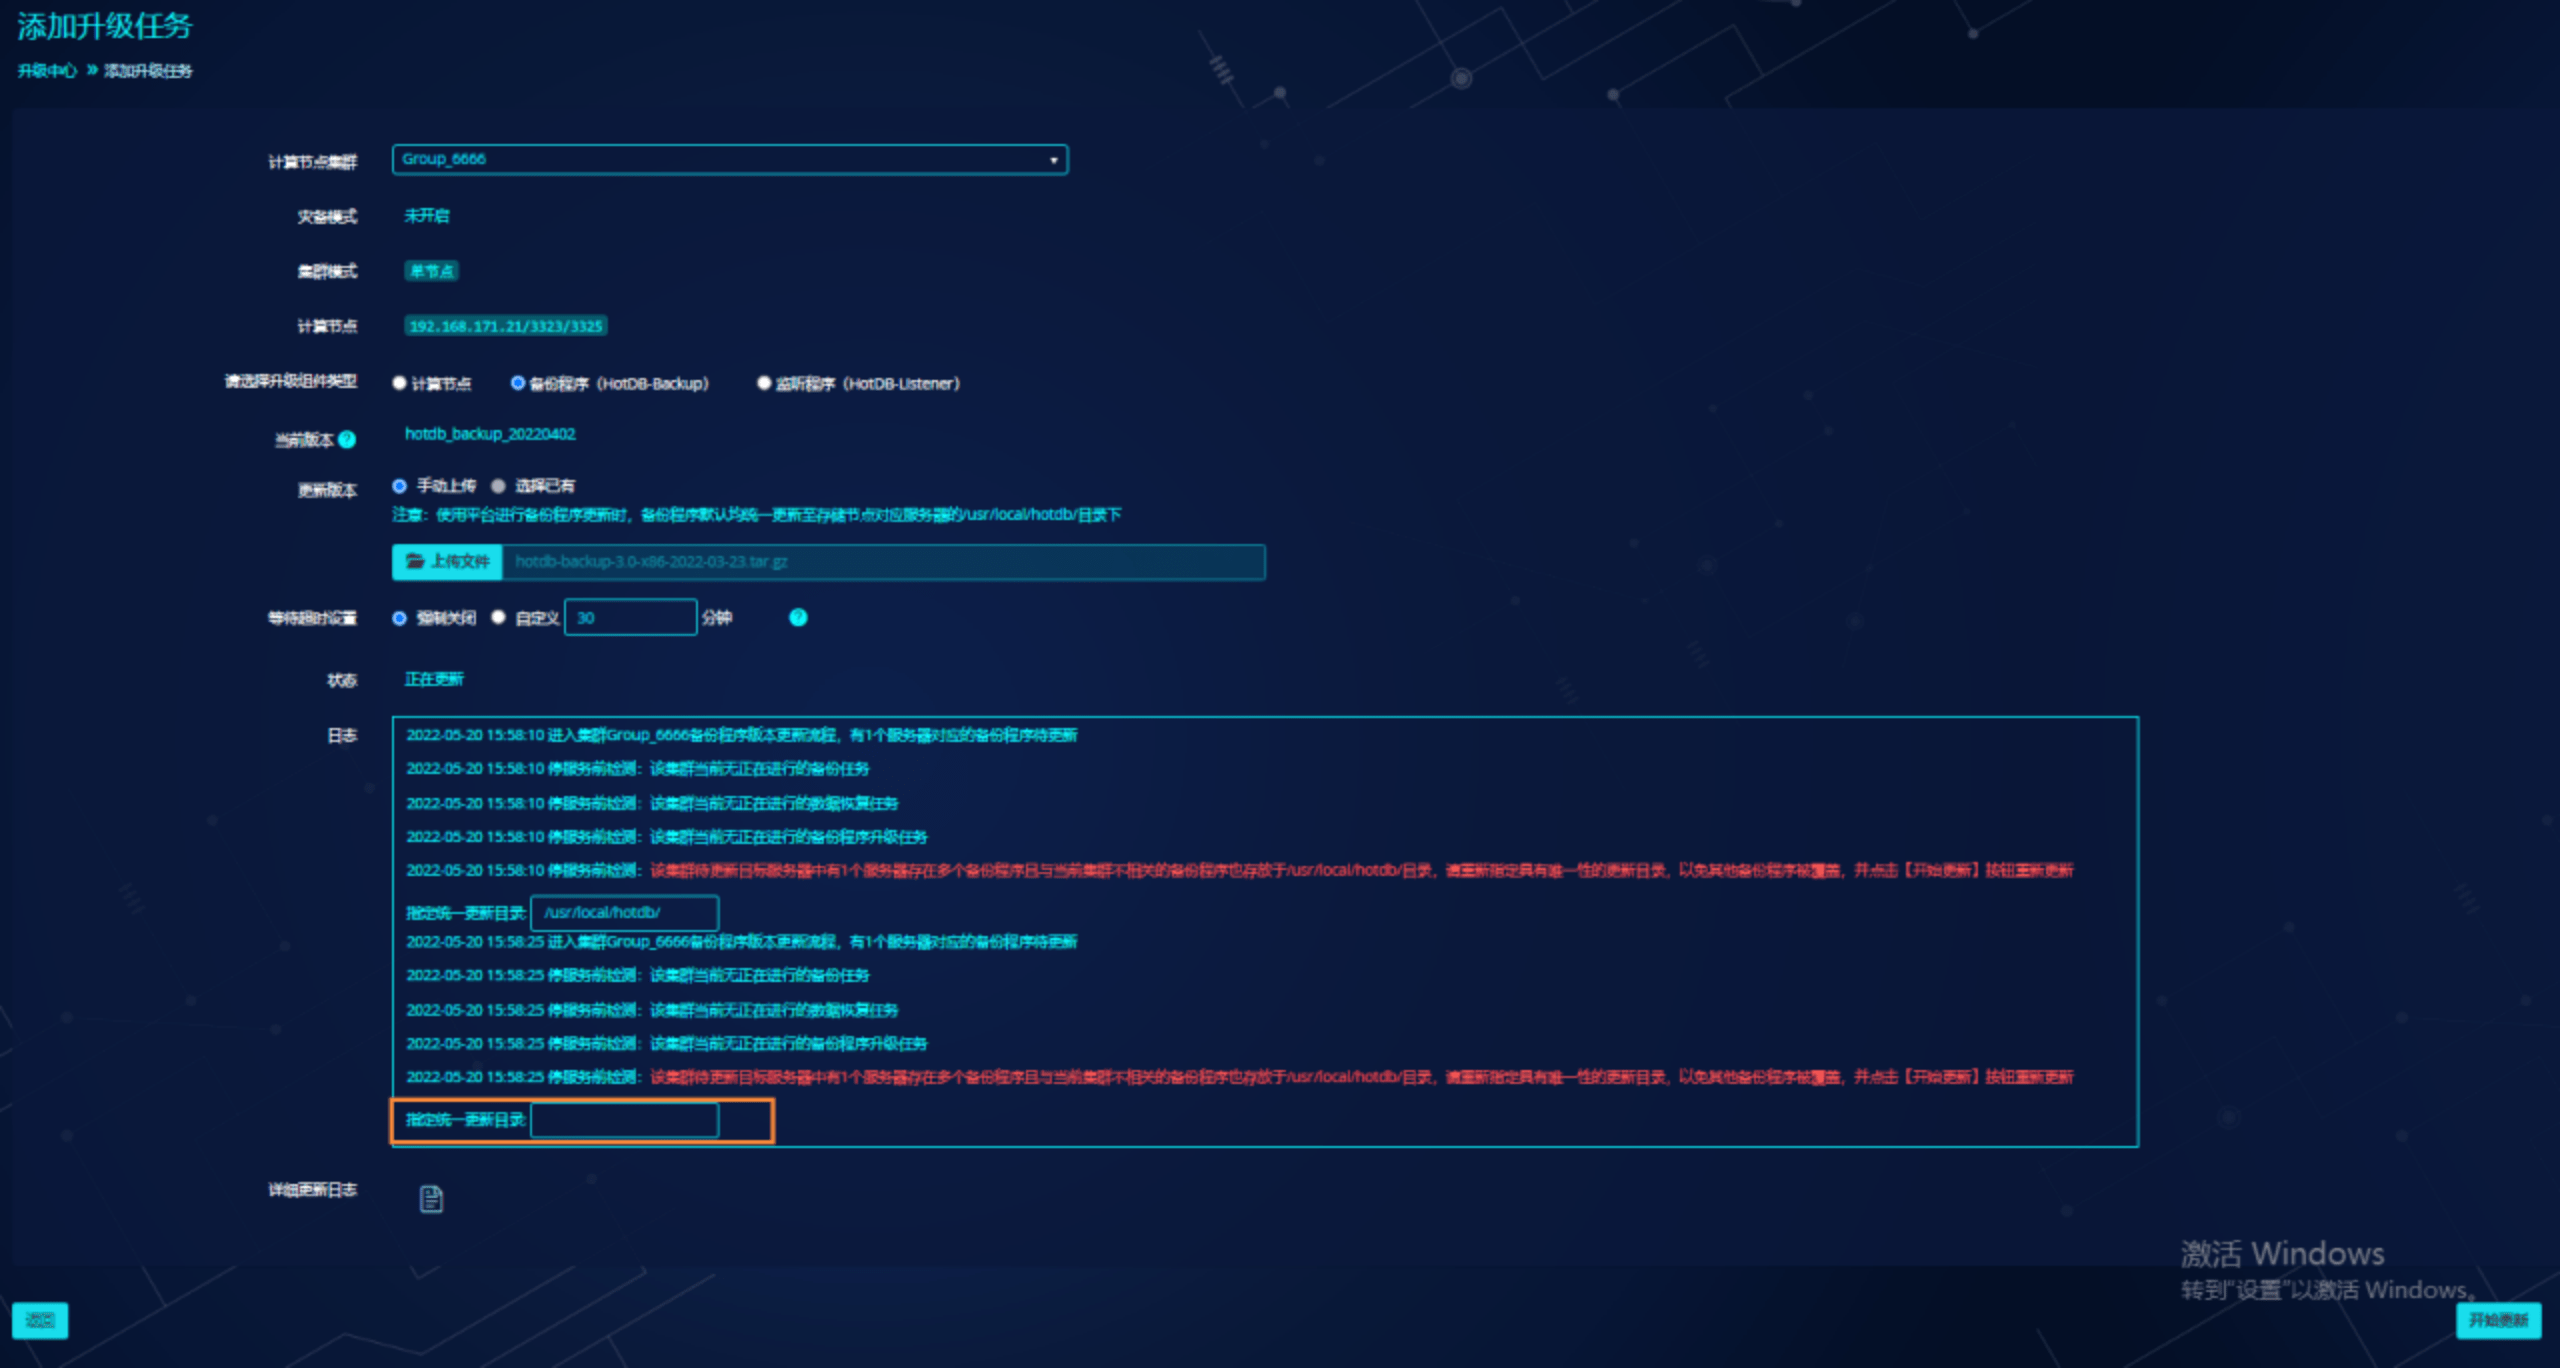 添加升级任务
升级中心 » 添加升级任务
计算节点集群 Group_6666
灾备模式 未开启
集群模式 单节点
计算节点 192.168.171.21/3323/3325
请选择升级组件类型 计算节点 备份程序（HotDB-Backup） 监听程序（HotDB-Listener）
当前版本 ? hotdb_backup_20220402
更新版本 手动上传 选择已有
注意：使用平台进行备份程序更新时，备份程序默认均统一更新至存储节点对应服务器的/usr/local/hotdb/目录下
上传文件 hotdb-backup-3.0-x86-2022-03-23.tar.gz
等待超时设置 强制关闭 自定义 30 分钟 ?
状态 正在更新
日志
2022-05-20 15:58:10 进入集群Group_6666备份程序版本更新流程，有1个服务器对应的备份程序待更新
2022-05-20 15:58:10 停服务前检测：该集群当前无正在进行的备份任务
2022-05-20 15:58:10 停服务前检测：该集群当前无正在进行的数据恢复任务
2022-05-20 15:58:10 停服务前检测：该集群当前无正在进行的备份程序升级任务
2022-05-20 15:58:10 停服务前检测：该集群待更新目标服务器中有1个服务器存在多个备份程序且与当前集群不相关的备份程序也存放于/usr/local/hotdb/目录，请重新指定具有唯一性的更新目录，以免其他备份程序被覆盖，并点击【开始更新】按钮重新更新
指定统一更新目录: /usr/local/hotdb/
2022-05-20 15:58:25 进入集群Group_6666备份程序版本更新流程，有1个服务器对应的备份程序待更新
2022-05-20 15:58:25 停服务前检测：该集群当前无正在进行的备份任务
2022-05-20 15:58:25 停服务前检测：该集群当前无正在进行的数据恢复任务
2022-05-20 15:58:25 停服务前检测：该集群当前无正在进行的备份程序升级任务
2022-05-20 15:58:25 停服务前检测：该集群待更新目标服务器中有1个服务器存在多个备份程序且与当前集群不相关的备份程序也存放于/usr/local/hotdb/目录，请重新指定具有唯一性的更新目录，以免其他备份程序被覆盖，并点击【开始更新】按钮重新更新
指定统一更新目录:
详细更新日志
激活 Windows
转到"设置"以激活 Windows。
返回
开始更新